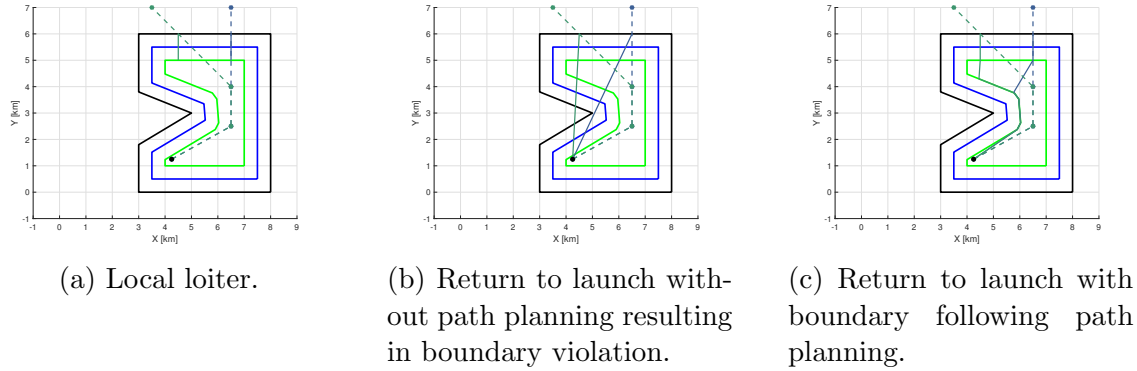 7
6
5
4
3
2
1
0
-1
-1 0 1 2 3 4 5 6 7 8 9
X [km]
Y [km]
7
6
5
4
3
2
1
0
-1
-1 0 1 2 3 4 5 6 7 8 9
X [km]
Y [km]
7
6
5
4
3
2
1
0
-1
-1 0 1 2 3 4 5 6 7 8 9
X [km]
Y [km]
(a) Local loiter.
(b) Return to launch with-
out path planning resulting
in boundary violation.
(c) Return to launch with
boundary following path
planning.